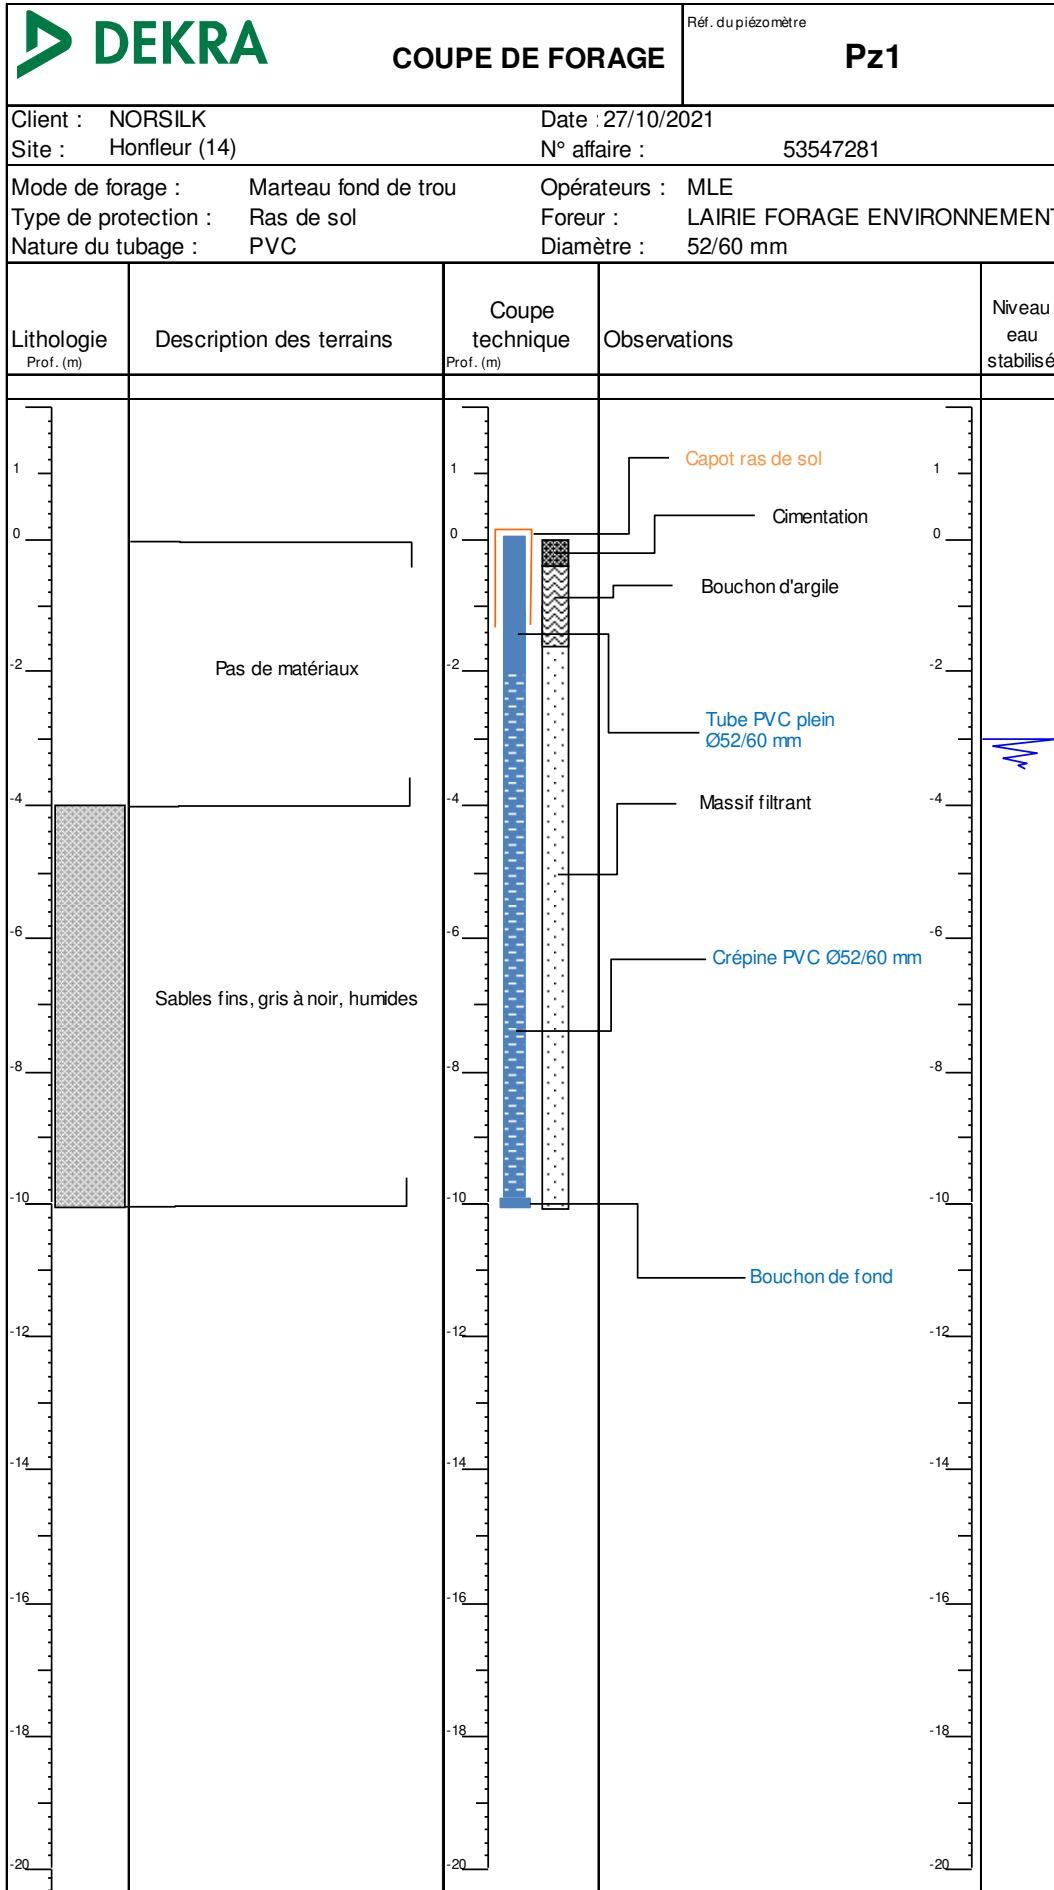 DEKRA
COUPE DE FORAGE
Réf. du piézomètre
Pz1
Client : NORSILK
Date : 27/10/2021
Site : Honfleur (14)
N° affaire : 53547281
Mode de forage : Marteau fond de trou
Opérateurs : MLE
Type de protection : Ras de sol
Foreur : LAIRIE FORAGE ENVIRONNEMENT
Nature du tubage : PVC
Diamètre : 52/60 mm
Lithologie
Prof. (m)
Description des terrains
Coupe
technique
Prof. (m)
Observations
Niveau
eau
stabilisé
1 1 1
Capot ras de sol
Cimentation
0 0 0
Bouchon d'argile
Pas de matériaux
-2 -2 -2
Tube PVC plein
Ø52/60 mm
-4 -4 -4
Massif filtrant
-6 -6 -6
Crépine PVC Ø52/60 mm
Sables fins, gris à noir, humides
-8 -8 -8
-10 -10 -10
Bouchon de fond
-12 -12 -12
-14 -14 -14
-16 -16 -16
-18 -18 -18
-20 -20 -20